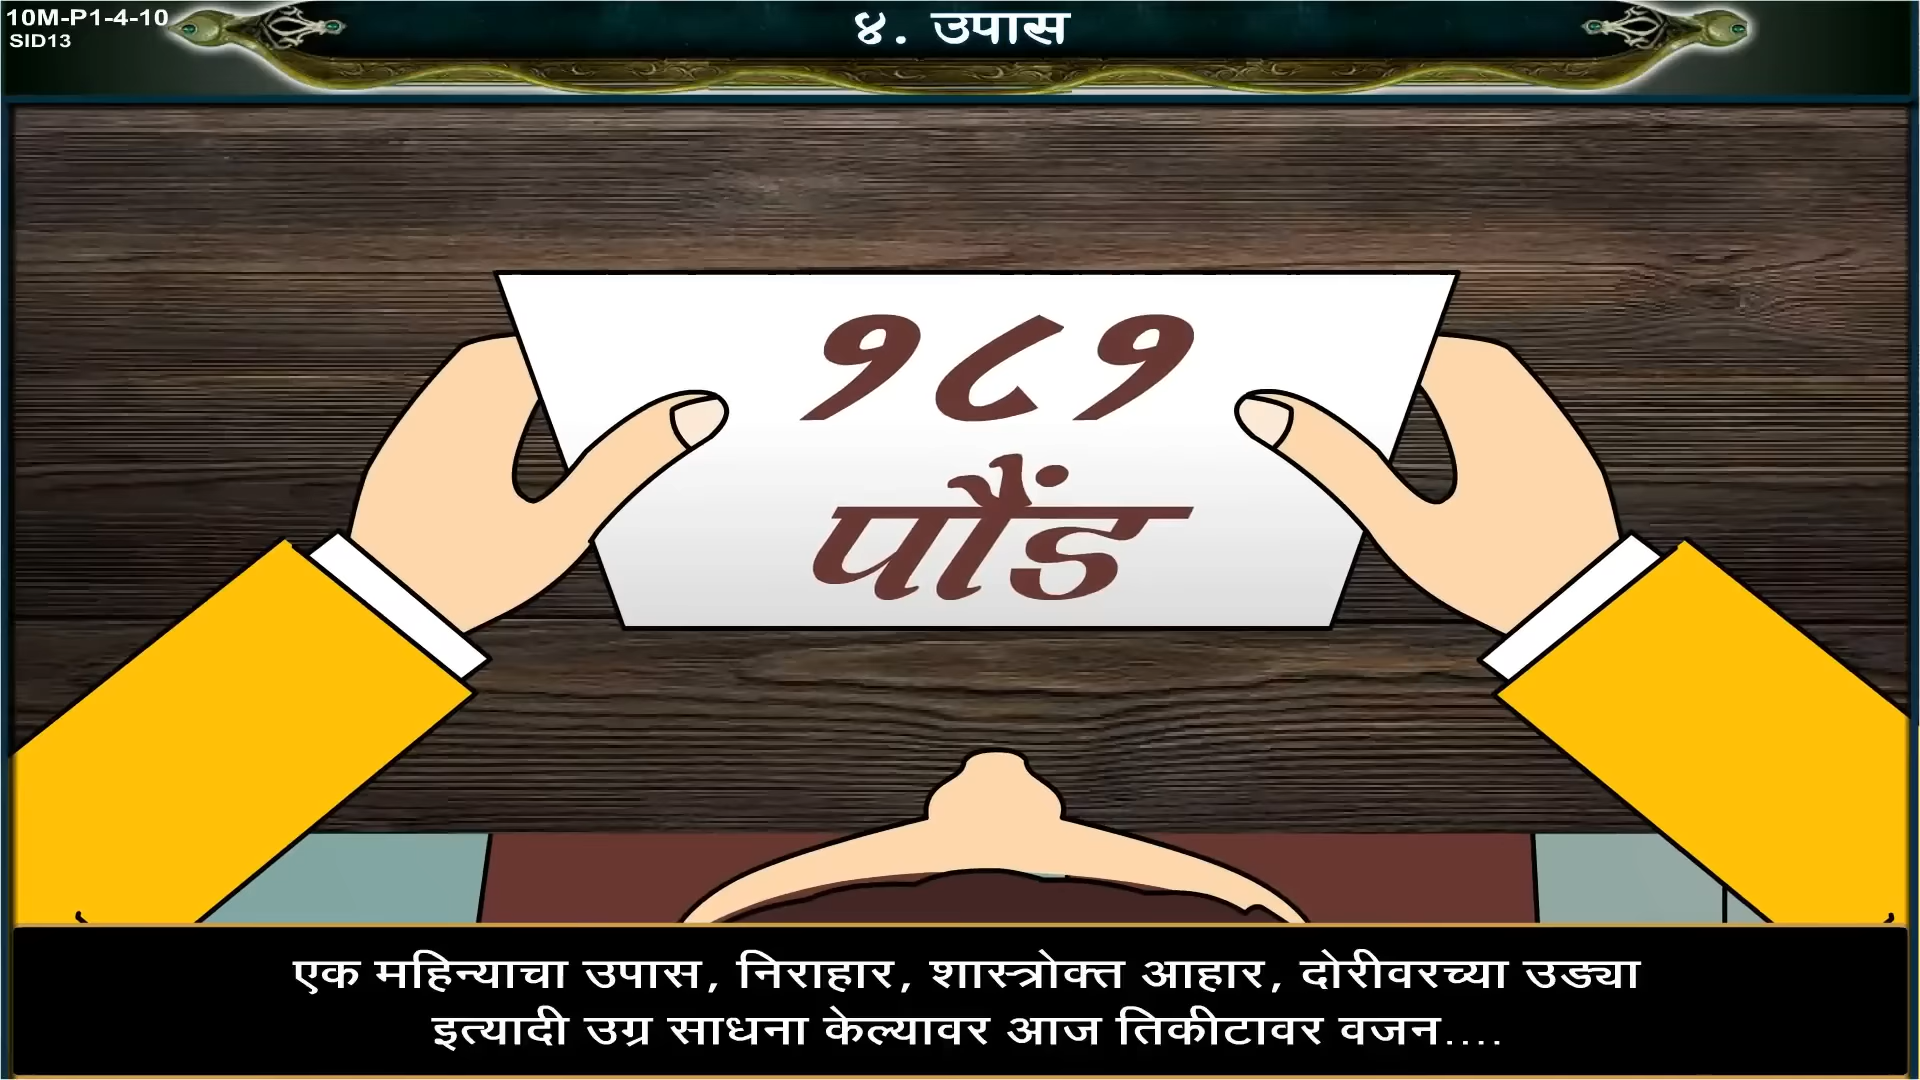 10M-P1-4-10
SID13
४. उपास
१८१
पौंड
एक महिन्याचा उपास, निराहार, शास्त्रोक्त आहार, दोरीवरच्या उड्या
इत्यादी उग्र साधना केल्यावर आज तिकीटावर वजन....